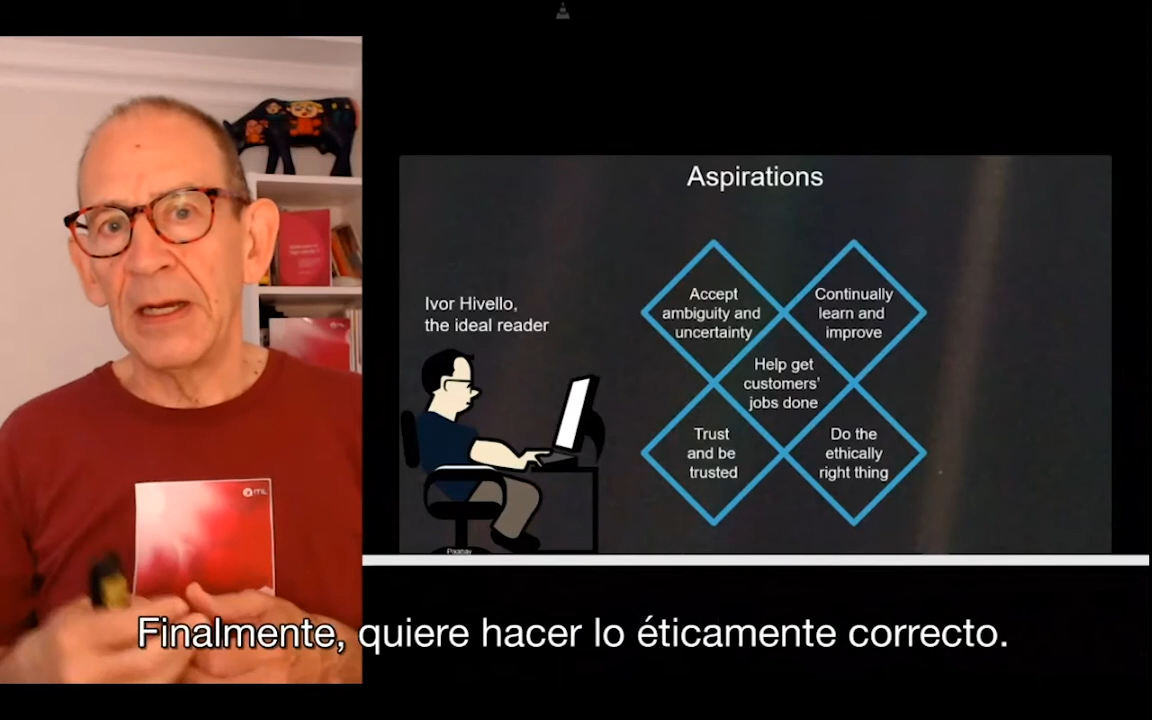 Aspirations
Accept
ambiguity and
uncertainty
Continually
learn and
improve
Ivor Hivello,
the ideal reader
Help get
customers'
jobs done
Trust
and be
trusted
Do the
ethically
right thing
Pixabay
Finalmente, quiere hacer lo éticamente correcto.